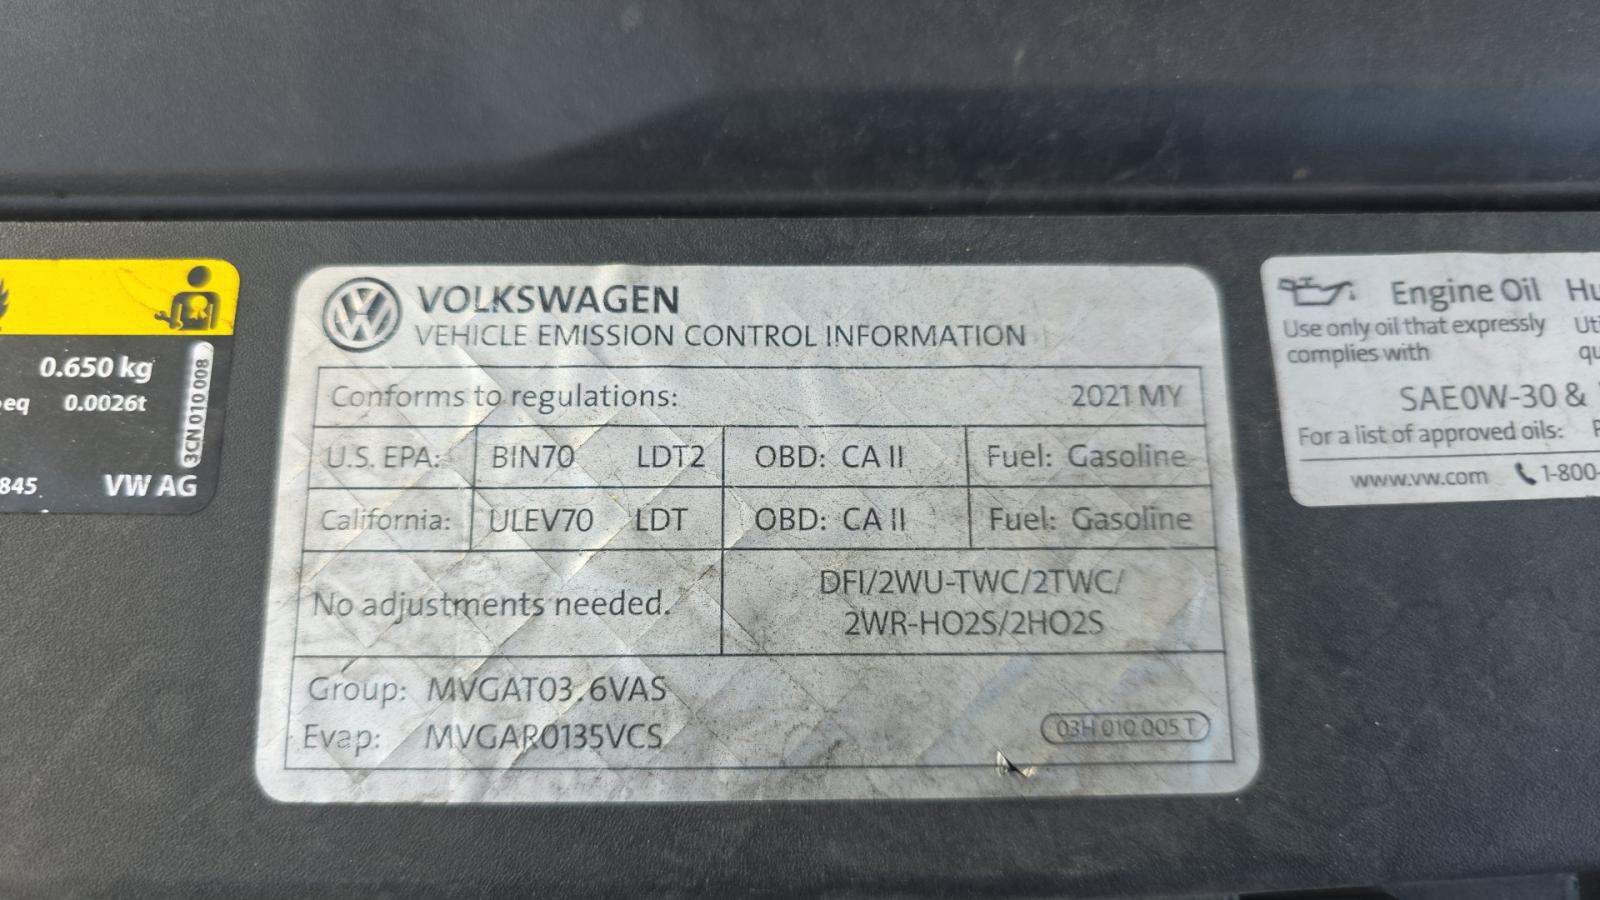 0.650 kg
eq 0.0026t
3CN 010 008
845 VW AG
VOLKSWAGEN
VEHICLE EMISSION CONTROL INFORMATION
Conforms to regulations: 2021 MY
U.S. EPA: BIN70 LDT2 OBD: CA II Fuel: Gasoline
California: ULEV70 LDT OBD: CA II Fuel: Gasoline
No adjustments needed.
DFI/2WU-TWC/2TWC/
2WR-HO2S/2HO2S
Group: MVGAT03.6VAS
Evap: MVGAR0135VCS
03H 010 005 T
Engine Oil Hu
Use only oil that expressly Uti
complies with qu
SAE0W-30 &
For a list of approved oils:
www.vw.com 1-800-